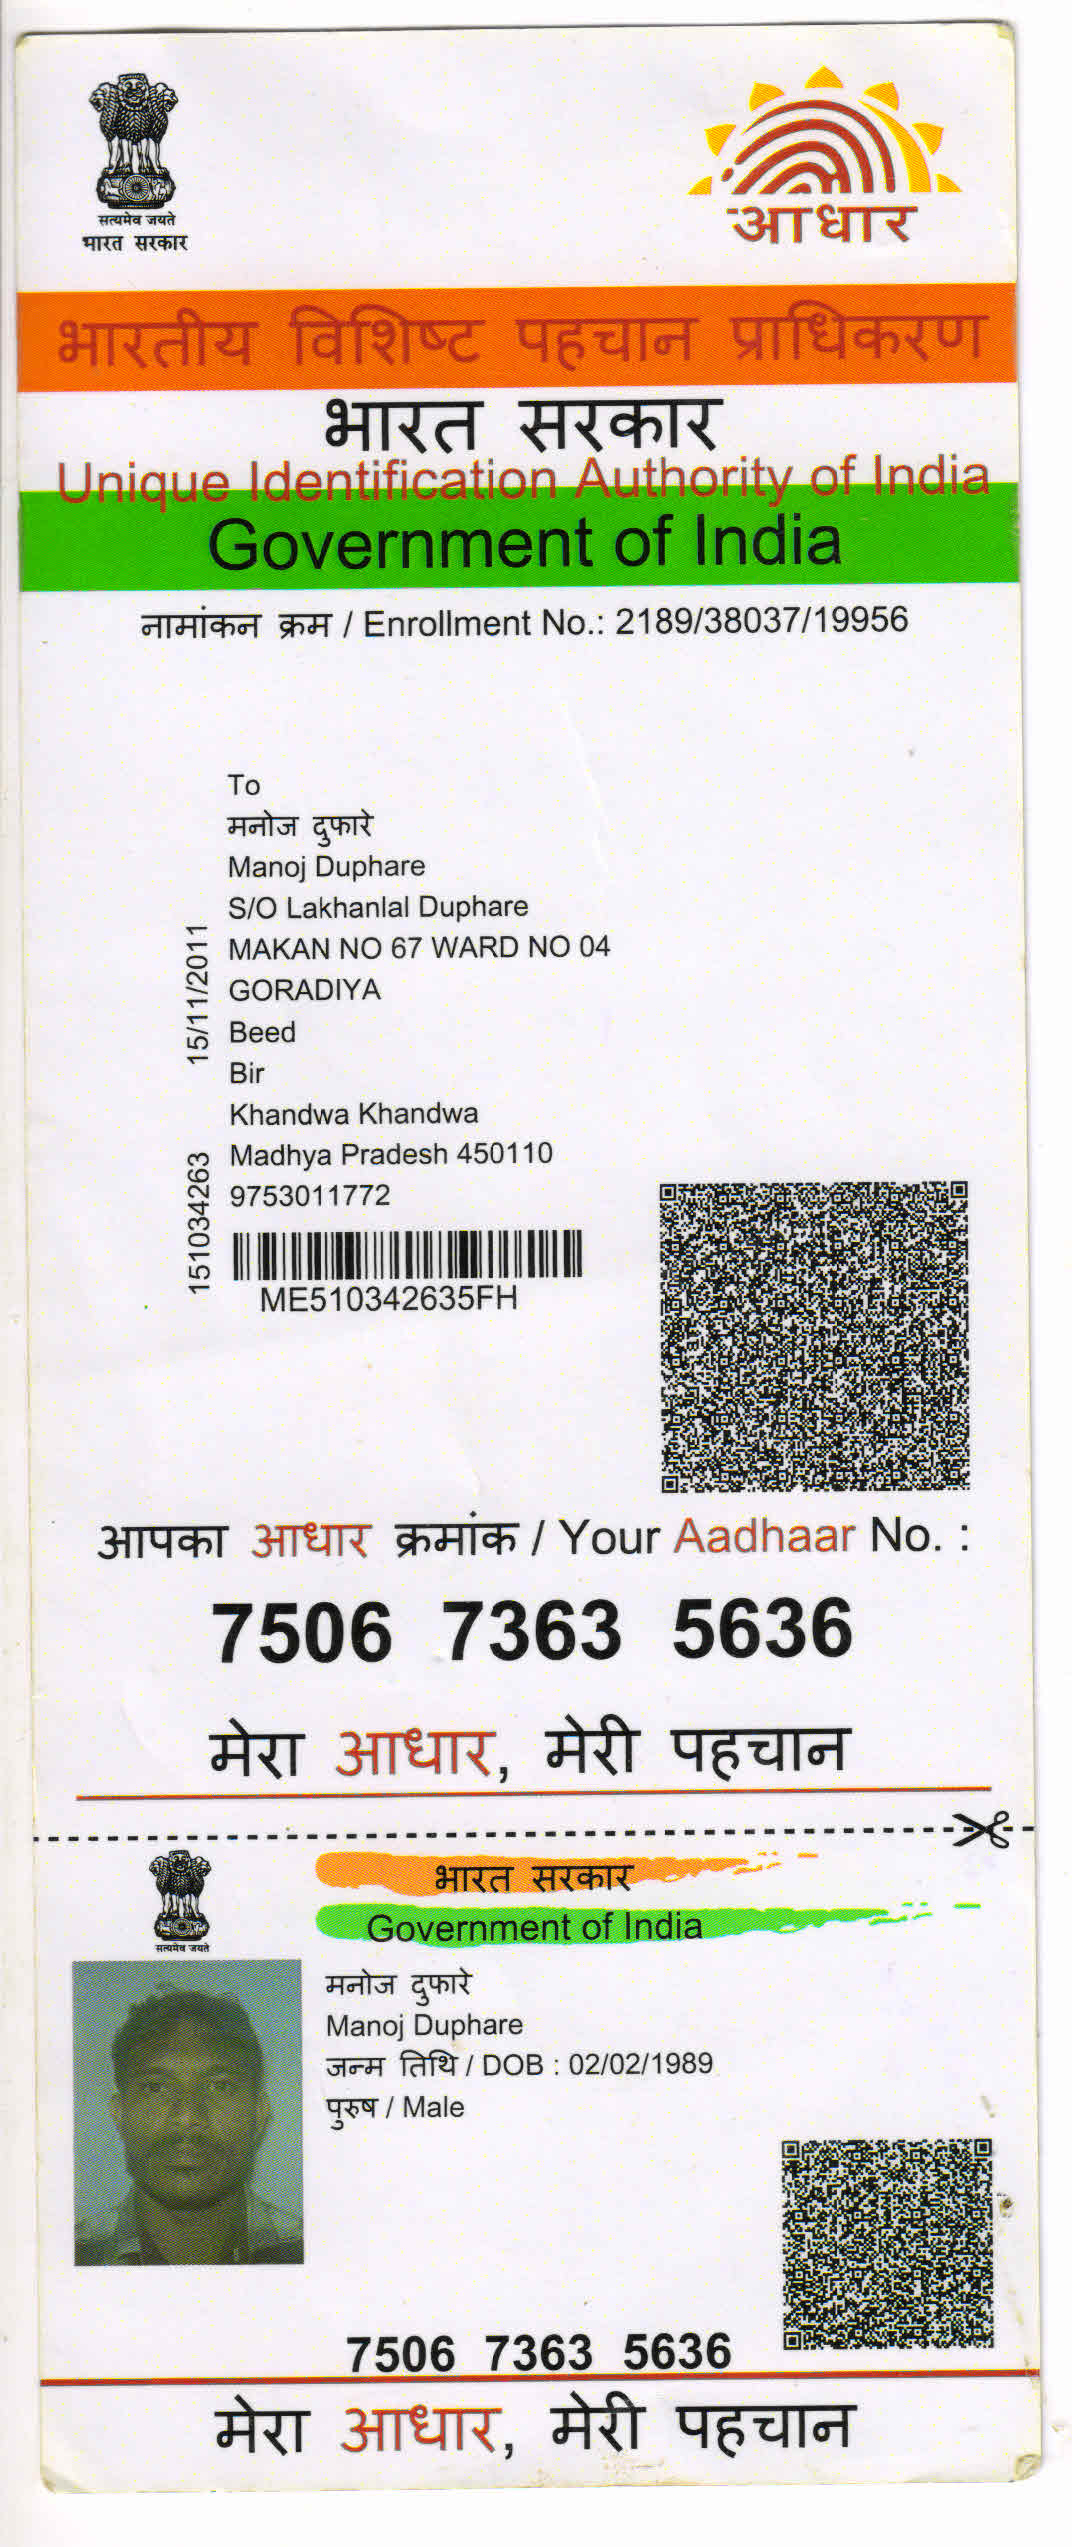 सत्यमेव जयते
भारत सरकार
आधार
भारतीय विशिष्ट पहचान प्राधिकरण
भारत सरकार
Unique Identification Authority of India
Government of India
नामांकन क्रम / Enrollment No.: 2189/38037/19956
To
मनोज दुफारे
Manoj Duphare
S/O Lakhanlal Duphare
MAKAN NO 67 WARD NO 04
GORADIYA
Beed
Bir
Khandwa Khandwa
Madhya Pradesh 450110
9753011772
15/11/2011
151034263
ME510342635FH
आपका आधार क्रमांक / Your Aadhaar No. :
7506 7363 5636
मेरा आधार, मेरी पहचान
सत्यमेव जयते
भारत सरकार
Government of India
मनोज दुफारे
Manoj Duphare
जन्म तिथि / DOB : 02/02/1989
पुरुष / Male
7506 7363 5636
मेरा आधार, मेरी पहचान